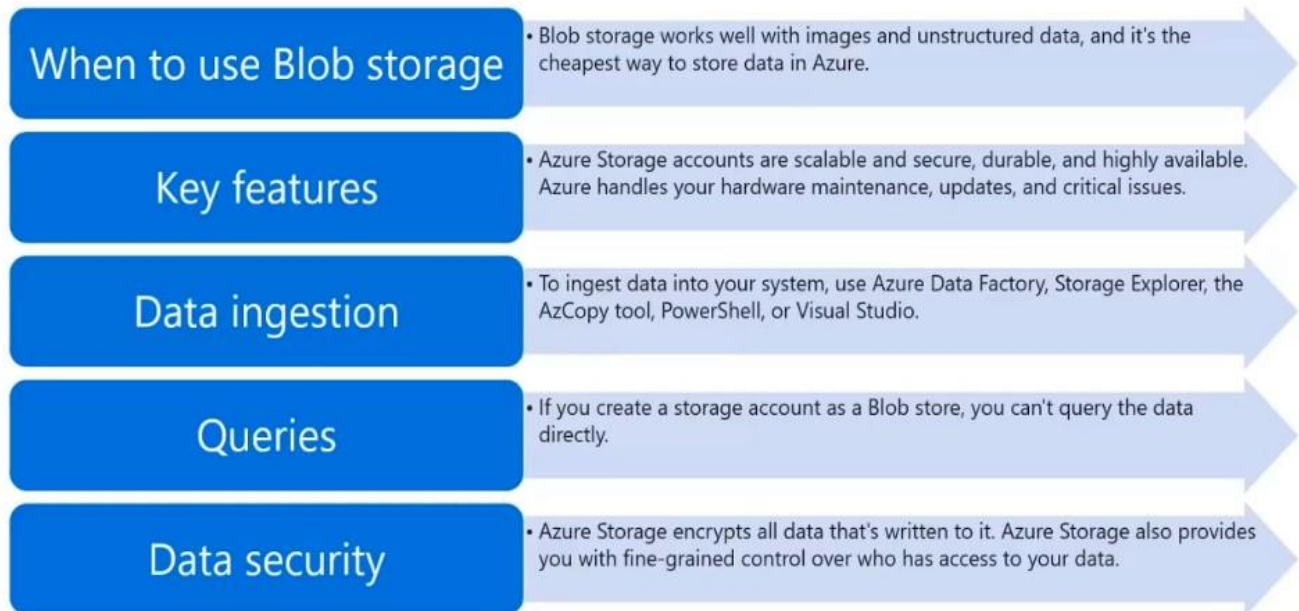 When to use Blob storage
• Blob storage works well with images and unstructured data, and it's the
cheapest way to store data in Azure.
Key features
• Azure Storage accounts are scalable and secure, durable, and highly available.
Azure handles your hardware maintenance, updates, and critical issues.
Data ingestion
• To ingest data into your system, use Azure Data Factory, Storage Explorer, the
AzCopy tool, PowerShell, or Visual Studio.
Queries
• If you create a storage account as a Blob store, you can't query the data
directly.
Data security
• Azure Storage encrypts all data that's written to it. Azure Storage also provides
you with fine-grained control over who has access to your data.